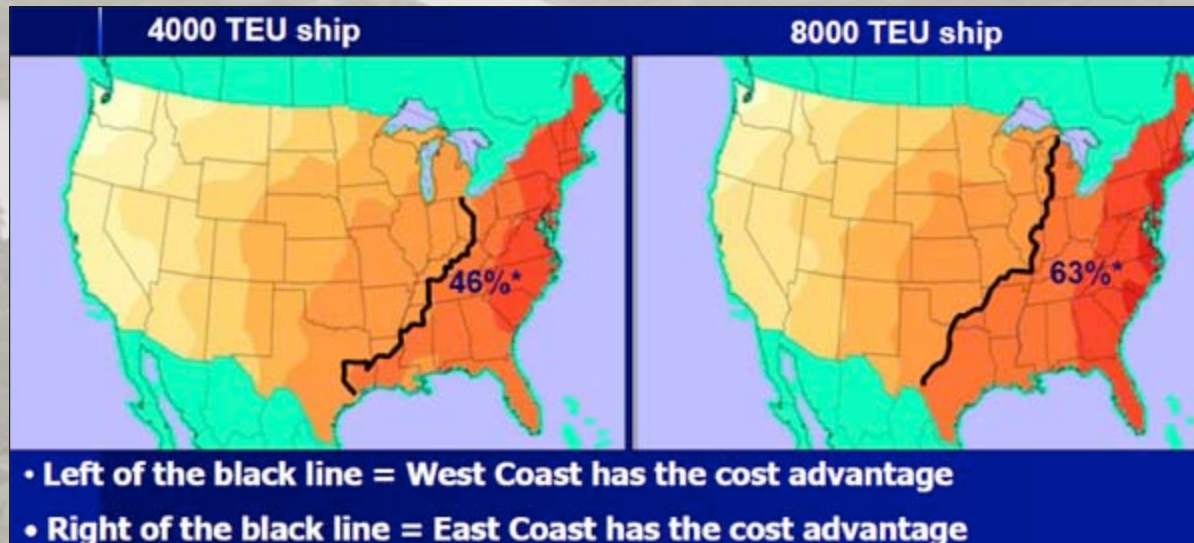 4000 TEU ship
8000 TEU ship
46%*
63%*
• Left of the black line = West Coast has the cost advantage
• Right of the black line = East Coast has the cost advantage